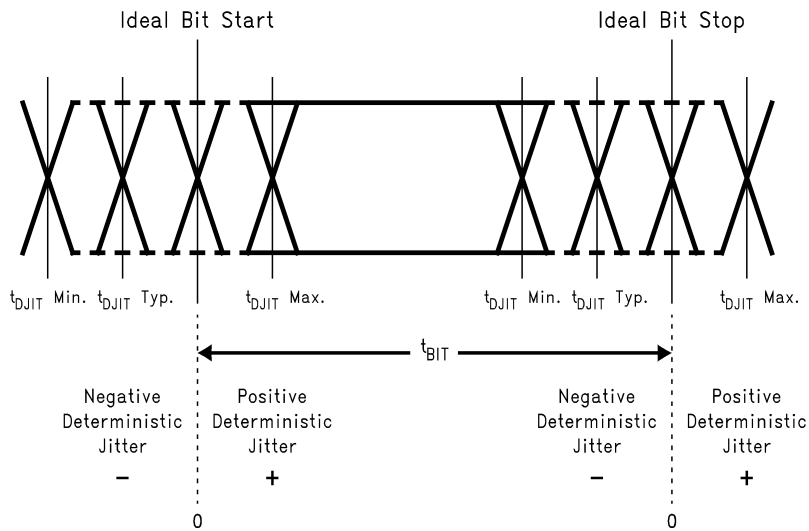 Ideal Bit Start
Ideal Bit Stop
tDJIT Min.
tDJIT Typ.
tDJIT Max.
tDJIT Min.
tDJIT Typ.
tDJIT Max.
tBIT
Negative
Deterministic
Jitter
−
Positive
Deterministic
Jitter
+
Negative
Deterministic
Jitter
−
Positive
Deterministic
Jitter
+
0
0